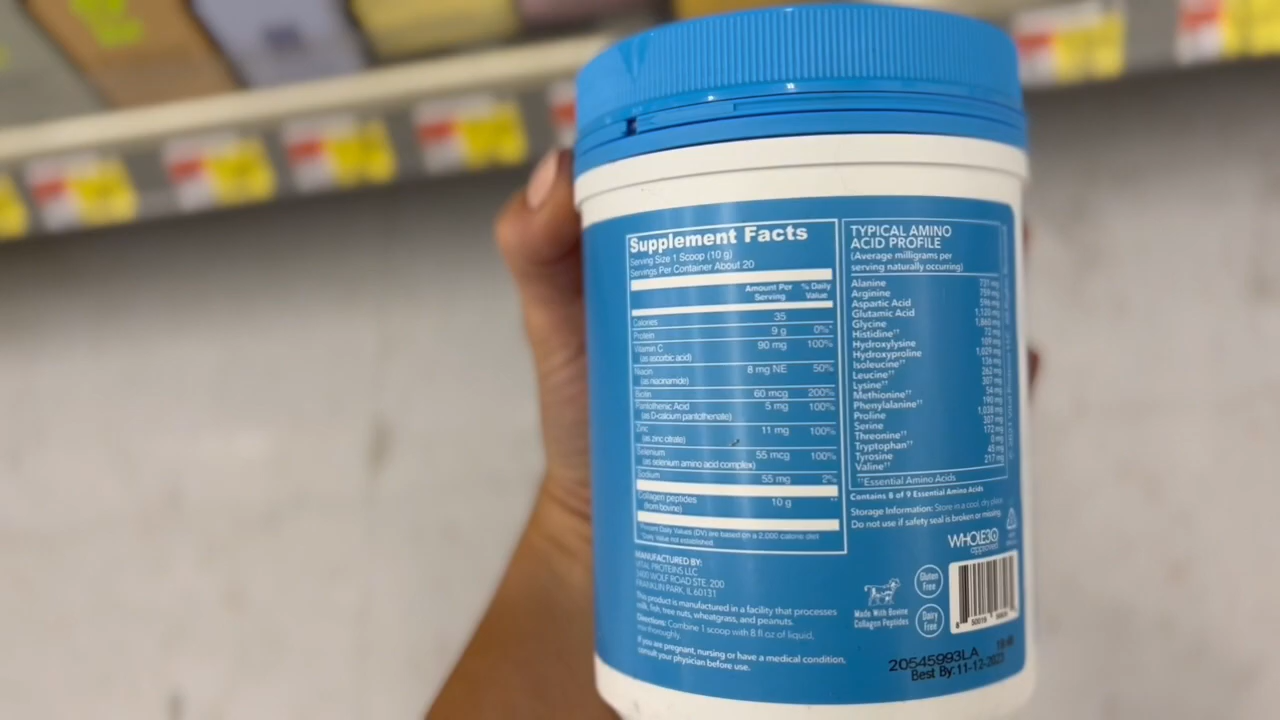 Supplement Facts
Serving Size 1 Scoop (10 g)
Servings Per Container About 20
Amount Per Serving
% Daily Value
Calories 35
Protein 9 g 0%*
Vitamin C 90 mg 100%
(as ascorbic acid)
Niacin 8 mg NE 50%
(as niacinamide)
Biotin 60 mcg 200%
Pantothenic Acid 5 mg 100%
(as D-calcium pantothenate)
Zinc 11 mg 100%
(as zinc citrate)
Selenium 55 mcg 100%
(as selenium amino acid complex)
Sodium 55 mg 2%
Collagen peptides 10 g **
(from bovine)
*Percent Daily Values (DV) are based on a 2,000 calorie diet
*Daily Value not established.
MANUFACTURED BY:
VITAL PROTEINS LLC
WOLF ROAD STE. 200
FRANKLIN PARK, IL 60131
This product is manufactured in a facility that processes
milk, fish, tree nuts, wheatgrass, and peanuts.
Directions: Combine 1 scoop with 8 fl oz of liquid,
mix thoroughly.
If you are pregnant, nursing or have a medical condition,
consult your physician before use.
TYPICAL AMINO
ACID PROFILE
(Average milligrams per
serving naturally occurring)
Alanine
Arginine
Aspartic Acid
Glutamic Acid
Glycine
Histidine††
Hydroxylysine
Hydroxyproline
Isoleucine††
Leucine††
Lysine††
Methionine††
Phenylalanine††
Proline
Serine
Threonine††
Tryptophan††
Tyrosine
Valine††
††Essential Amino Acids
Contains 8 of 9 Essential Amino Acids
Storage Information: Store in a cool, dry place.
Do not use if safety seal is broken or missing.
WHOLE30
approved
Made With Bovine
Collagen Peptides
Gluten
Free
Dairy
Free
20545993LA
Best By:11-12-2023